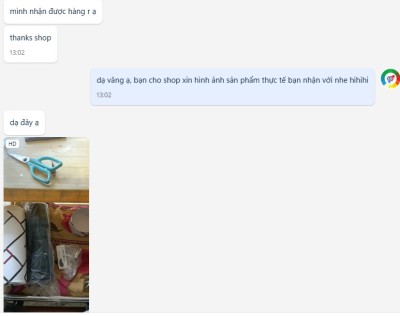 mình nhận được hàng r ạ
thanks shop
13:02
dạ vâng ạ, bạn cho shop xin hình ảnh sản phẩm thực tế bạn nhận với nhe hihihi
13:02
dạ đây ạ
HD